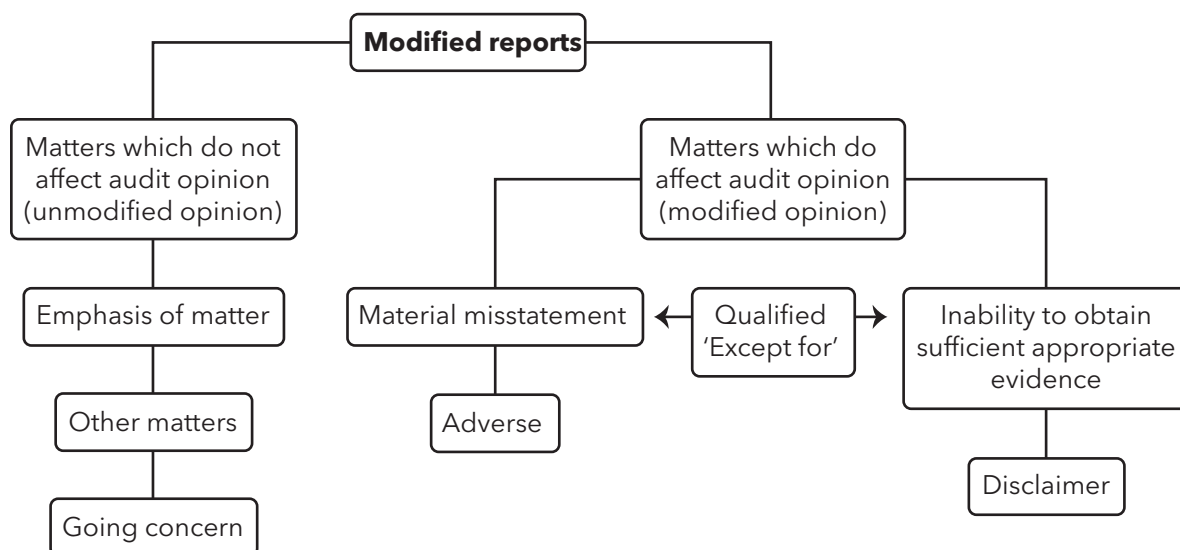 Modified reports
Matters which do not
affect audit opinion
(unmodified opinion)
Emphasis of matter
Other matters
Going concern
Matters which do
affect audit opinion
(modified opinion)
Material misstatement
Adverse
Qualified
'Except for'
Inability to obtain
sufficient appropriate
evidence
Disclaimer